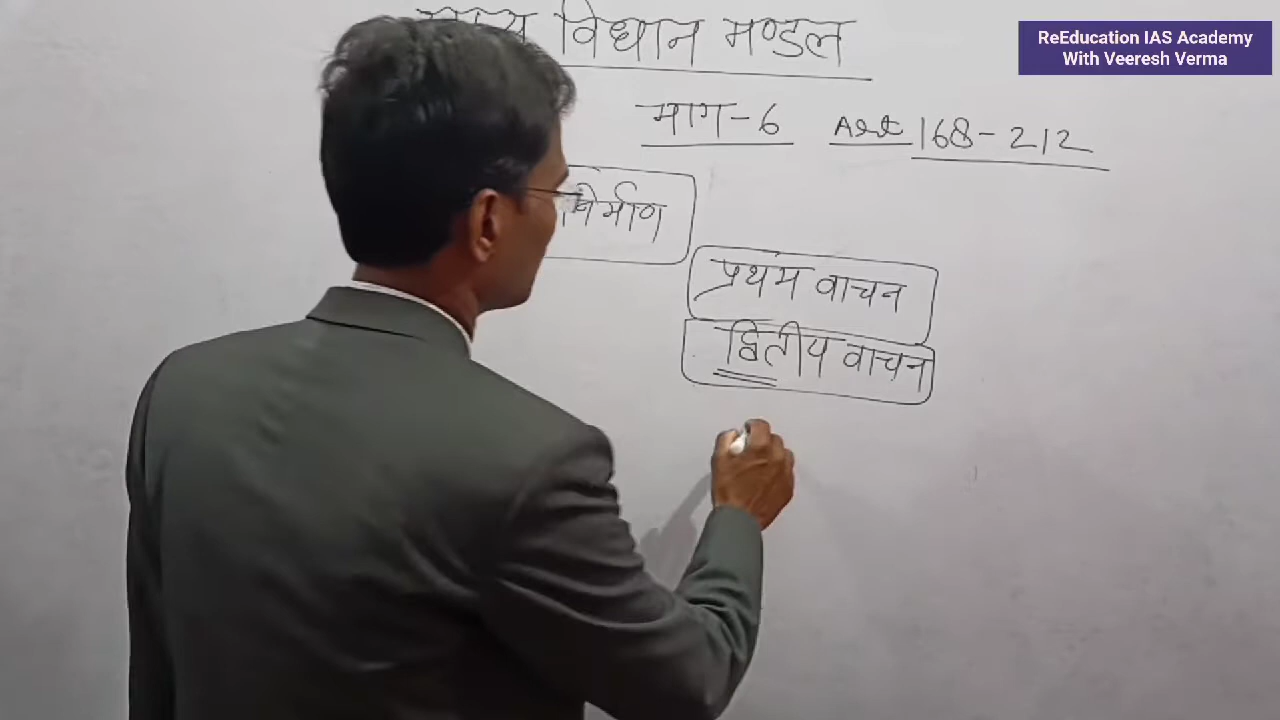 विधान मण्डल
ReEducation IAS Academy
With Veeresh Verma
भाग-6 Art 168-212
निर्माण
प्रथम वाचन
द्वितीय वाचन